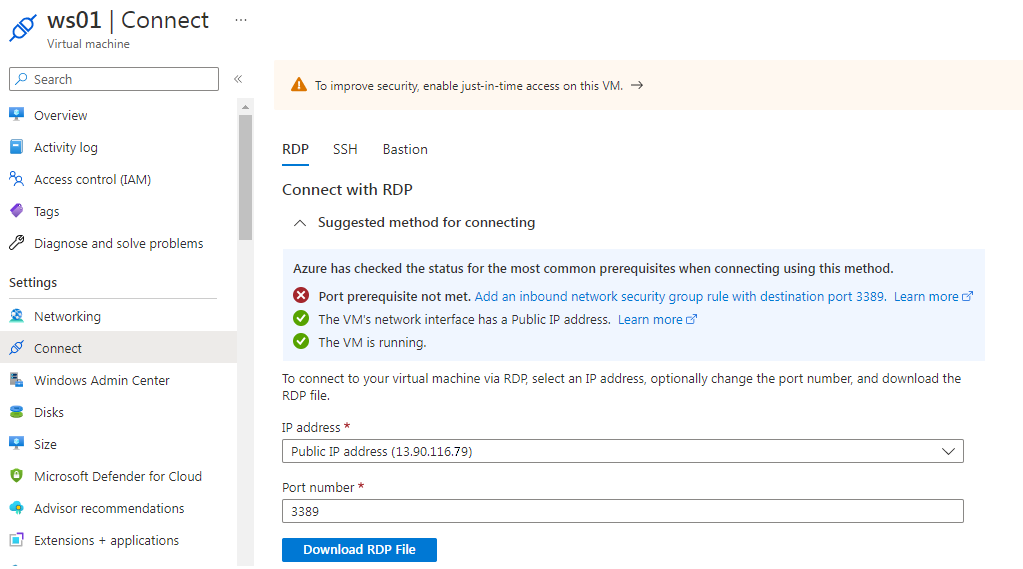 ws01 | Connect ...
Virtual machine
Search
«
Overview
Activity log
Access control (IAM)
Tags
Diagnose and solve problems
Settings
Networking
Connect
Windows Admin Center
Disks
Size
Microsoft Defender for Cloud
Advisor recommendations
Extensions + applications
To improve security, enable just-in-time access on this VM. →
RDP SSH Bastion
Connect with RDP
Suggested method for connecting
Azure has checked the status for the most common prerequisites when connecting using this method.
Port prerequisite not met. Add an inbound network security group rule with destination port 3389. Learn more
The VM's network interface has a Public IP address. Learn more
The VM is running.
To connect to your virtual machine via RDP, select an IP address, optionally change the port number, and download the
RDP file.
IP address *
Public IP address (13.90.116.79)
Port number *
3389
Download RDP File